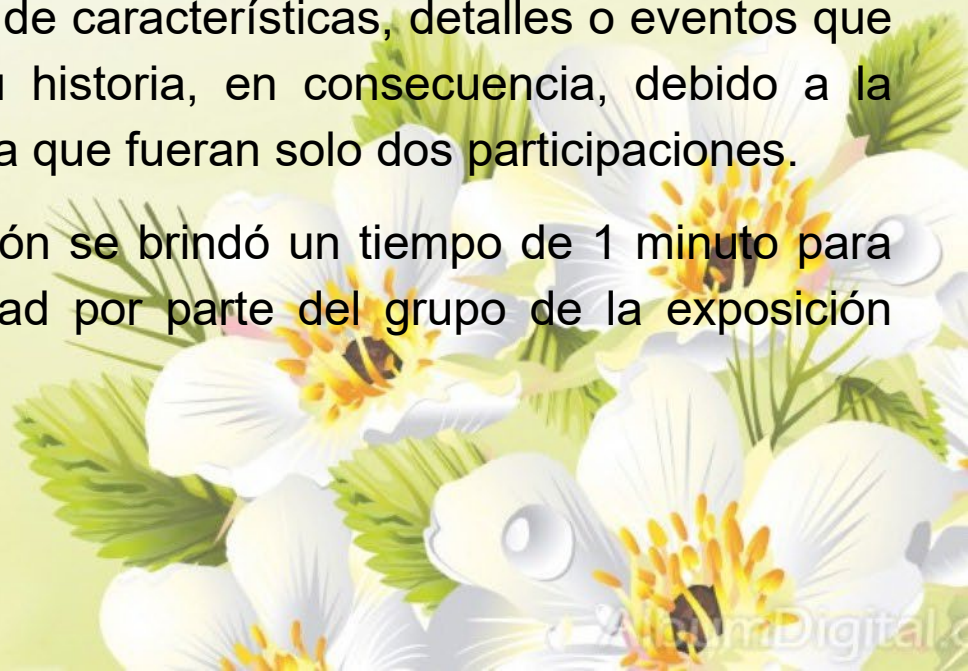 de características, detalles o eventos que
historia, en consecuencia, debido a la
a que fueran solo dos participaciones.
ón se brindó un tiempo de 1 minuto para
ad por parte del grupo de la exposición
AlbumDigital.c